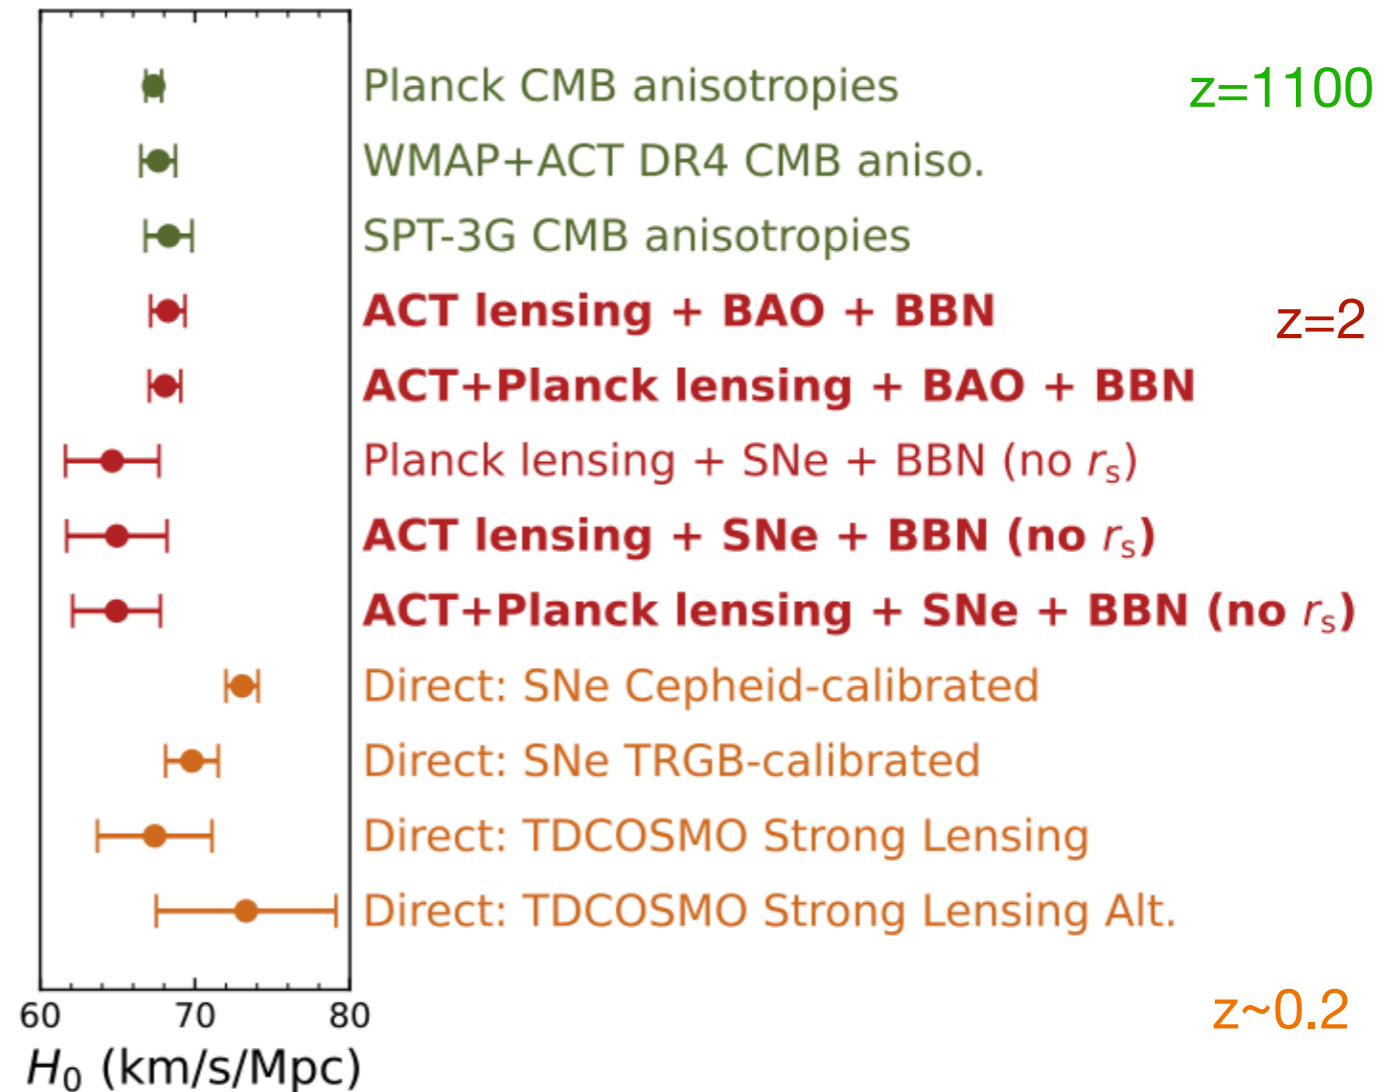 Planck CMB anisotropies z=1100
WMAP+ACT DR4 CMB aniso.
SPT-3G CMB anisotropies
ACT lensing + BAO + BBN z=2
ACT+Planck lensing + BAO + BBN
Planck lensing + SNe + BBN (no rₛ)
ACT lensing + SNe + BBN (no rₛ)
ACT+Planck lensing + SNe + BBN (no rₛ)
Direct: SNe Cepheid-calibrated
Direct: SNe TRGB-calibrated
Direct: TDCOSMO Strong Lensing
Direct: TDCOSMO Strong Lensing Alt.
60 70 80 z~0.2
H₀ (km/s/Mpc)